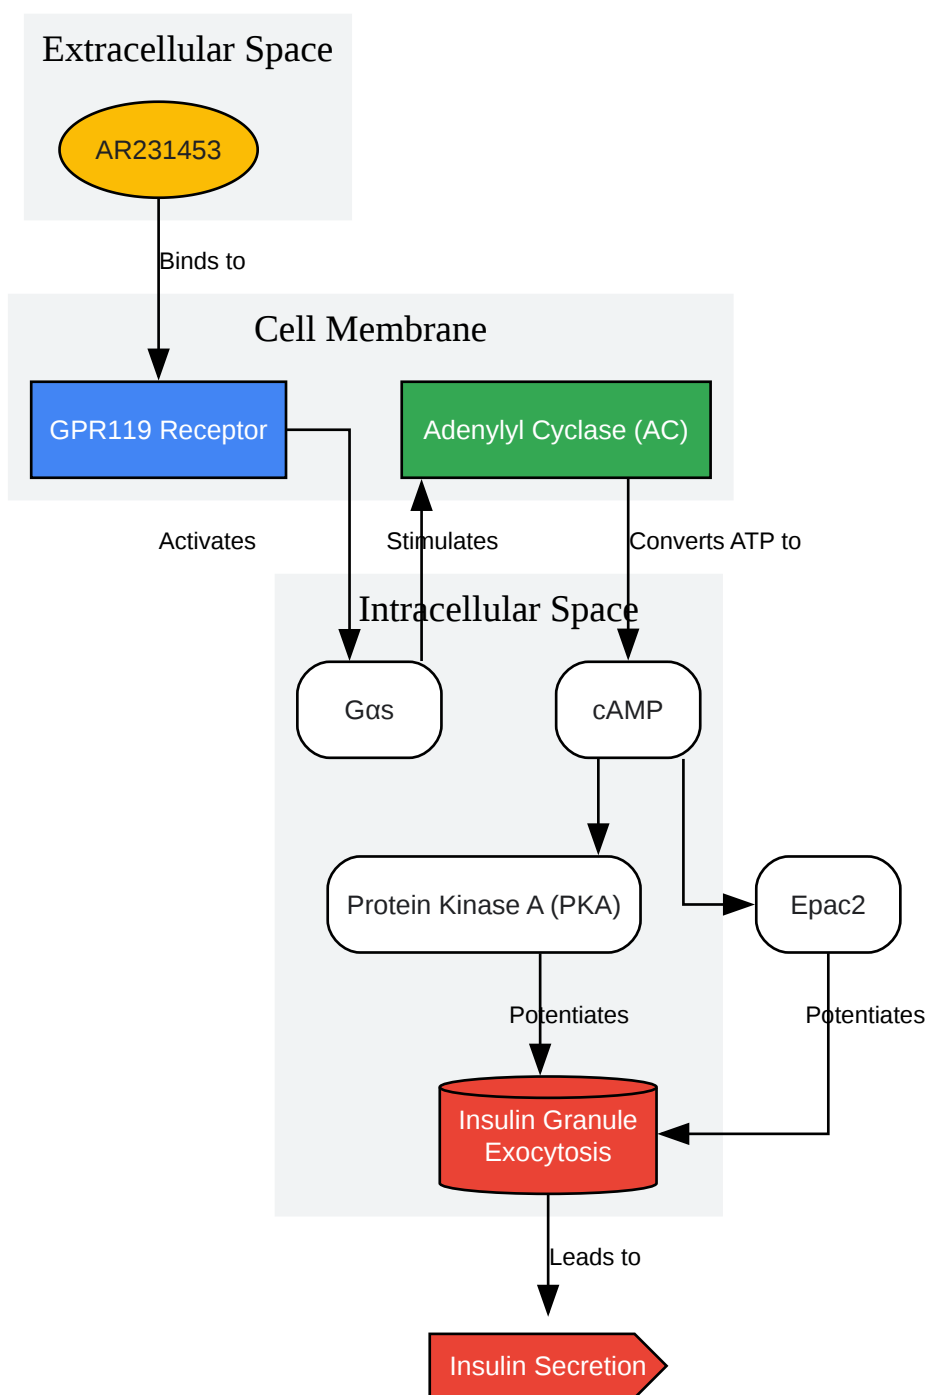 Extracellular Space
AR231453
Binds to
Cell Membrane
GPR119 Receptor
Adenylyl Cyclase (AC)
Activates
Stimulates
Converts ATP to
Intracellular Space
Gαs
cAMP
Protein Kinase A (PKA)
Epac2
Potentiates
Potentiates
Insulin Granule
Exocytosis
Leads to
Insulin Secretion